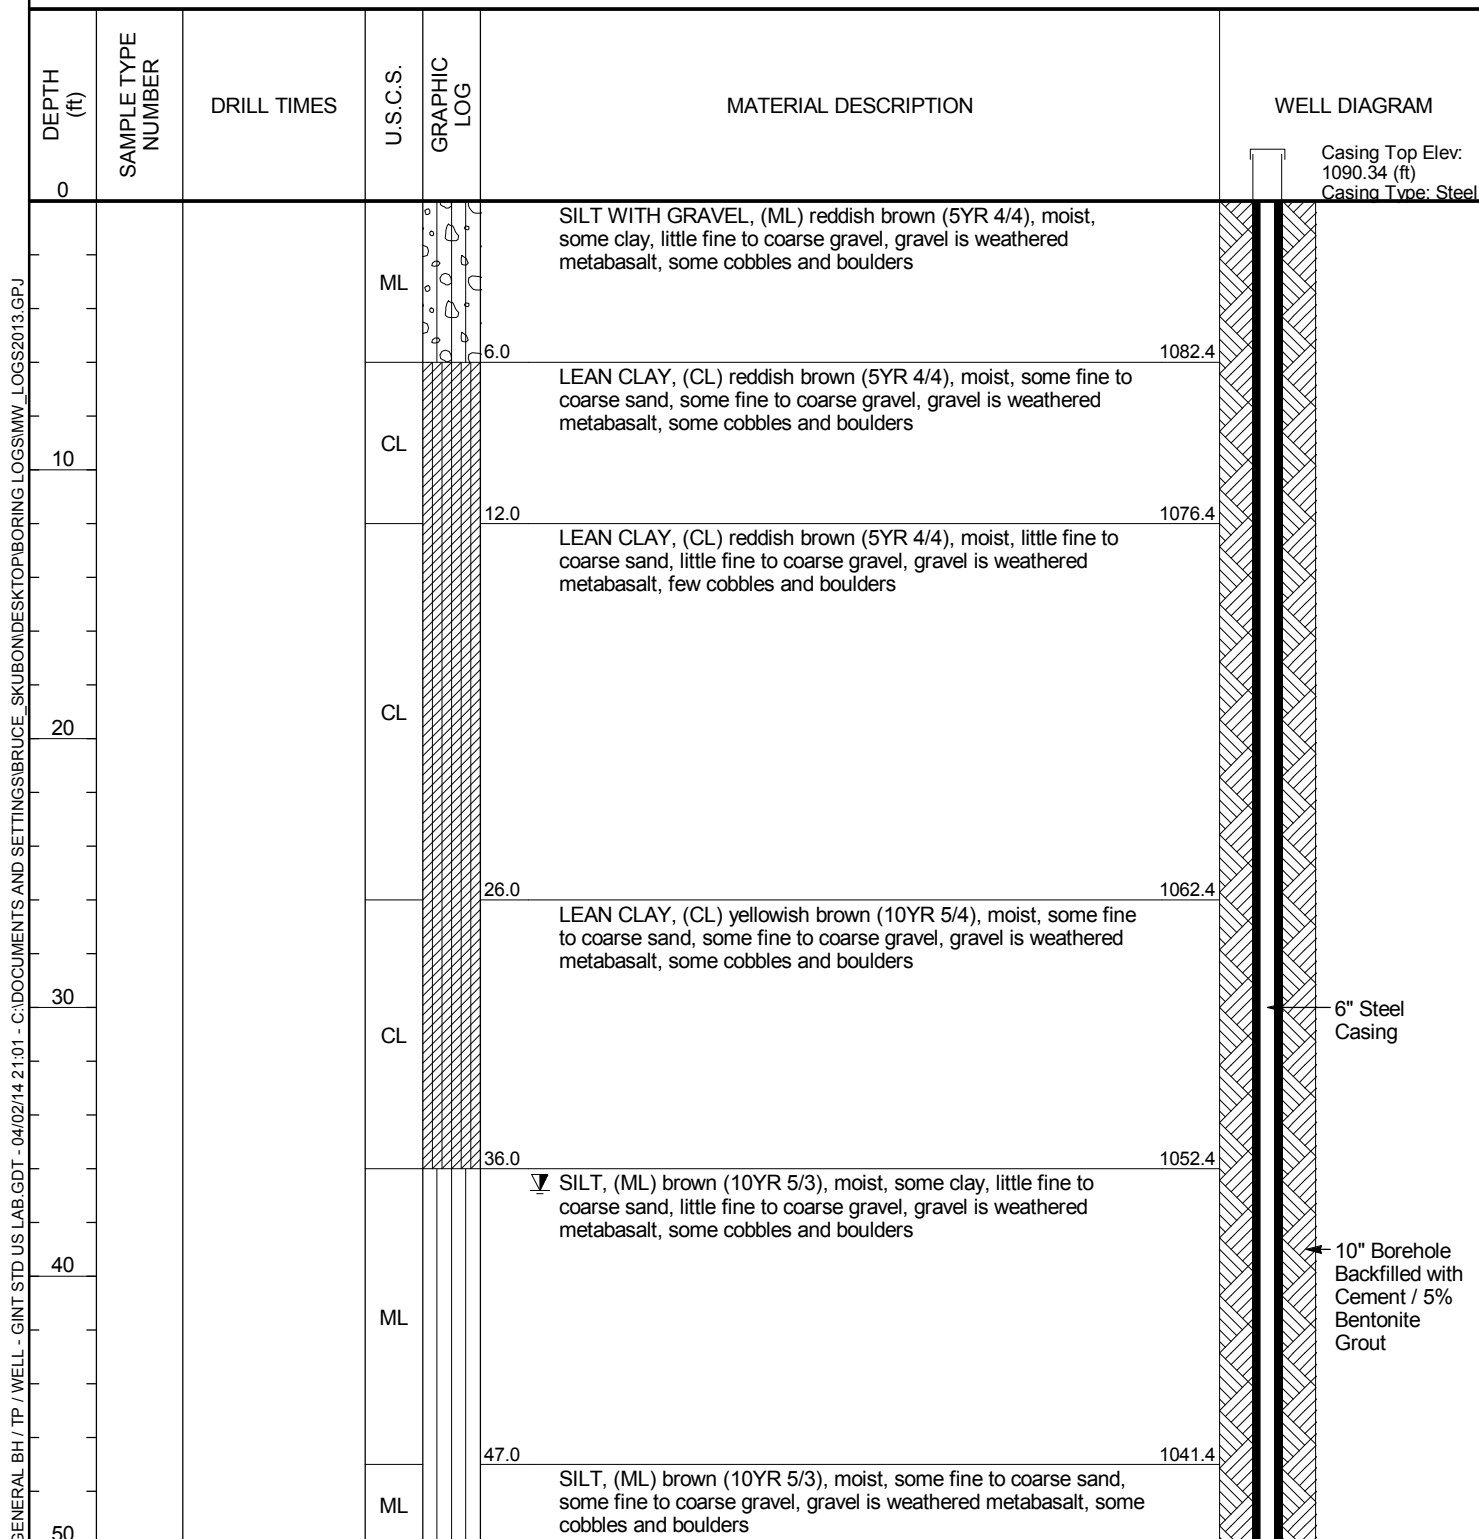 DEPTH
(ft)
SAMPLE TYPE
NUMBER
DRILL TIMES
U.S.C.S.
GRAPHIC
LOG
MATERIAL DESCRIPTION
WELL DIAGRAM
Casing Top Elev:
1090.34 (ft)
Casing Type: Steel
0
SILT WITH GRAVEL, (ML) reddish brown (5YR 4/4), moist,
some clay, little fine to coarse gravel, gravel is weathered
metabasalt, some cobbles and boulders
ML
6.0
1082.4
LEAN CLAY, (CL) reddish brown (5YR 4/4), moist, some fine to
coarse sand, some fine to coarse gravel, gravel is weathered
metabasalt, some cobbles and boulders
CL
10
12.0
1076.4
LEAN CLAY, (CL) reddish brown (5YR 4/4), moist, little fine to
coarse sand, little fine to coarse gravel, gravel is weathered
metabasalt, few cobbles and boulders
CL
20
26.0
1062.4
LEAN CLAY, (CL) yellowish brown (10YR 5/4), moist, some fine
to coarse sand, some fine to coarse gravel, gravel is weathered
metabasalt, some cobbles and boulders
30
6" Steel
Casing
CL
36.0
1052.4
SILT, (ML) brown (10YR 5/3), moist, some clay, little fine to
coarse sand, little fine to coarse gravel, gravel is weathered
metabasalt, some cobbles and boulders
40
10" Borehole
Backfilled with
Cement / 5%
Bentonite
Grout
ML
47.0
1041.4
SILT, (ML) brown (10YR 5/3), moist, some fine to coarse sand,
some fine to coarse gravel, gravel is weathered metabasalt, some
cobbles and boulders
ML
50
GENERAL BH / TP / WELL - GINT STD US LAB.GDT - 04/02/14 21:01 - C:\DOCUMENTS AND SETTINGS\BRUCE_SKUBON\DESKTOP\BORING LOGS\MW_LOGS2013.GPJ